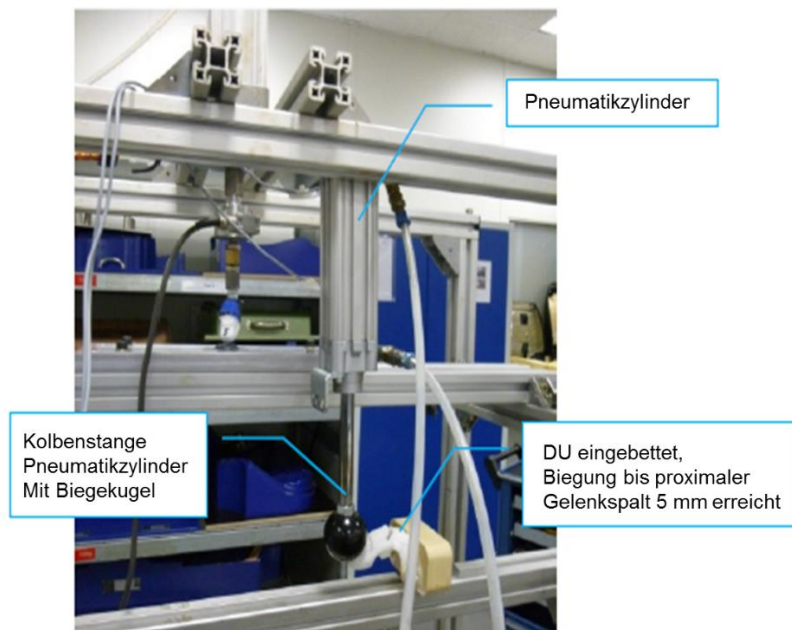 Pneumatikzylinder
Kolbenstange
Pneumatikzylinder
Mit Biegekugel
DU eingebettet,
Biegung bis proximaler
Gelenkspalt 5 mm erreicht